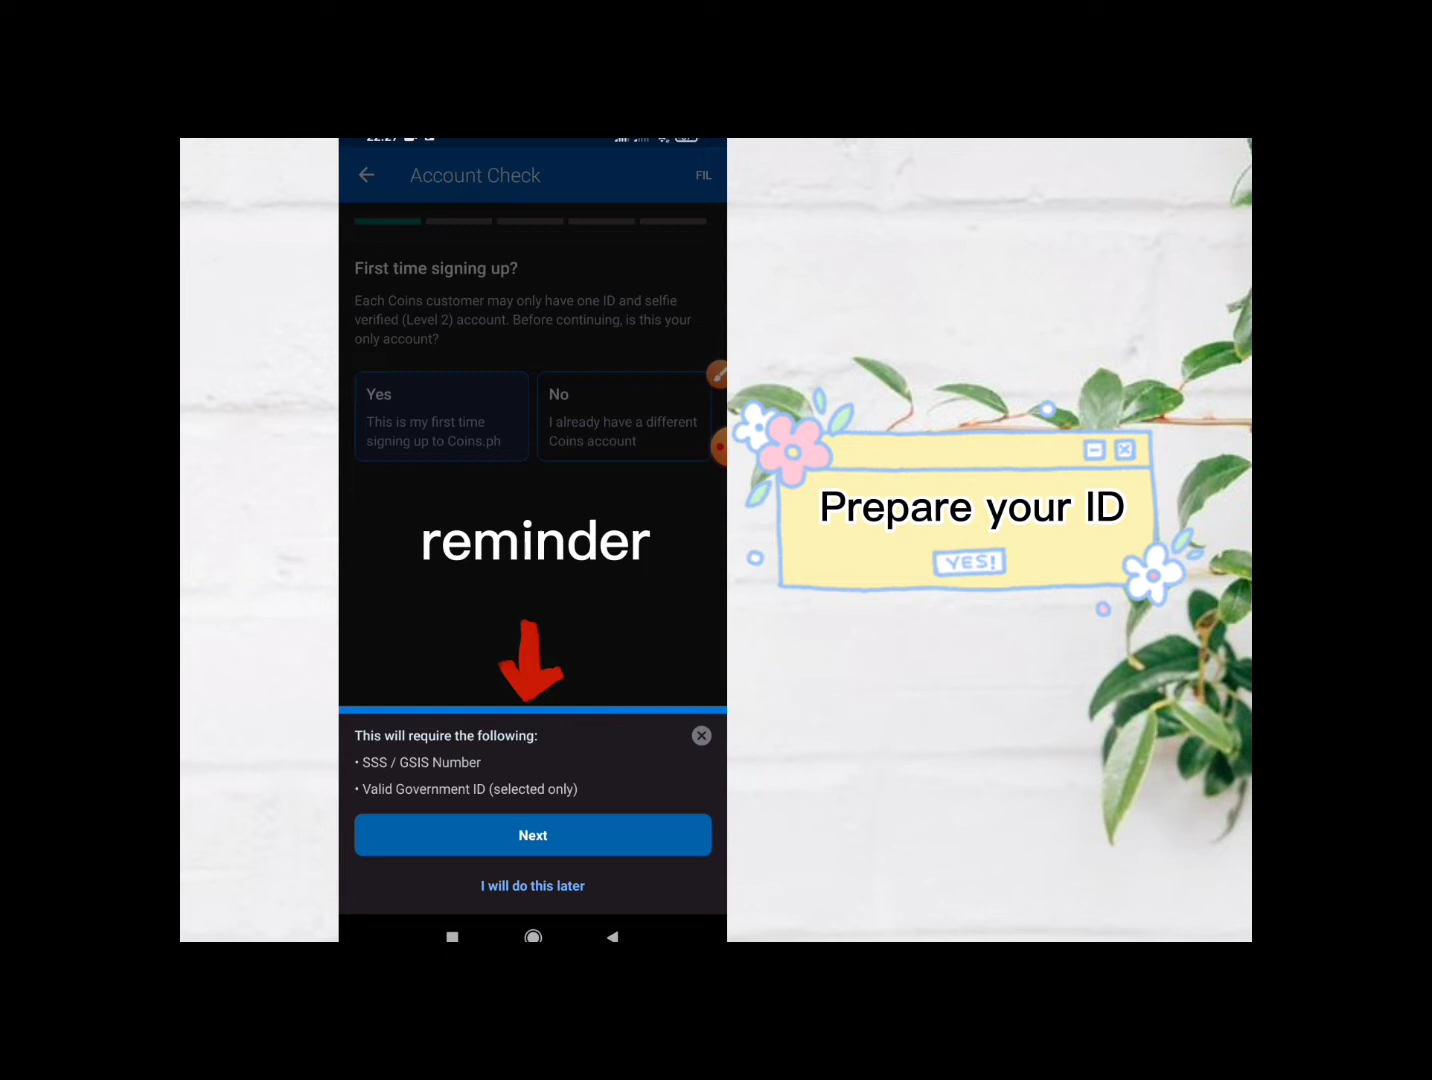 Account Check
FIL
First time signing up?
Each Coins customer may only have one ID and selfie
verified (Level 2) account. Before continuing, is this your
only account?
Yes
This is my first time
signing up to Coins.ph
No
I already have a different
Coins account
reminder
This will require the following:
• SSS / GSIS Number
• Valid Government ID (selected only)
Next
I will do this later
Prepare your ID
YES!